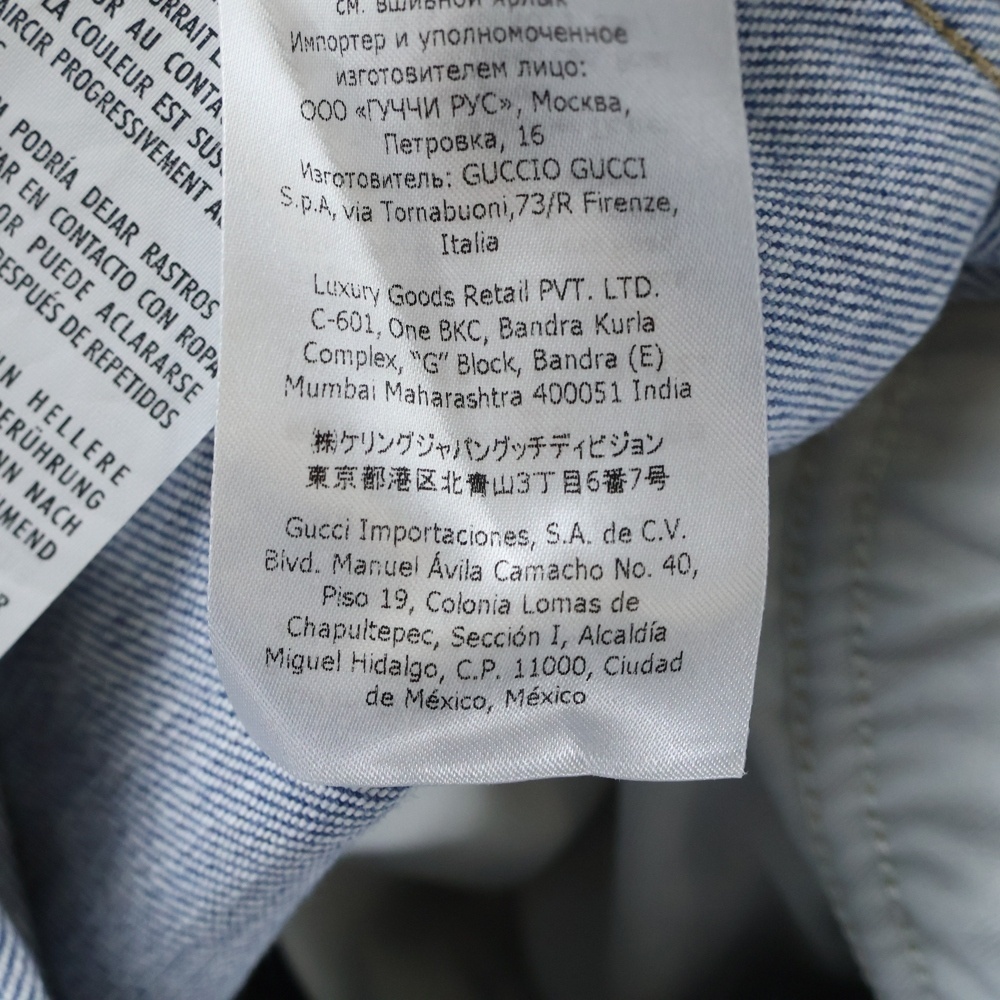 LA COULEUR EST SUS
PROGRESSIVEMENT
PODRÍA DEJAR RASTROS
EN CONTACTO CON ROPA
PUEDE ACLARARSE
DESPUÉS DE REPETIDOS
HELLERE
NACH
см. вшивной ярлык
Импортер и уполномоченное
изготовителем лицо:
ООО «ГУЧЧИ РУС», Москва,
Петровка, 16
Изготовитель: GUCCIO GUCCI
S.p.A, via Tornabuoni,73/R Firenze,
Italia
Luxury Goods Retail PVT. LTD.
C-601, One BKC, Bandra Kurla
Complex, "G" Block, Bandra (E)
Mumbai Maharashtra 400051 India
㈱ケリングジャパングッチディビジョン
東京都港区北青山3丁目6番7号
Gucci Importaciones, S.A. de C.V.
Blvd. Manuel Ávila Camacho No. 40,
Piso 19, Colonia Lomas de
Chapultepec, Sección I, Alcaldía
Miguel Hidalgo, C.P. 11000, Ciudad
de México, México